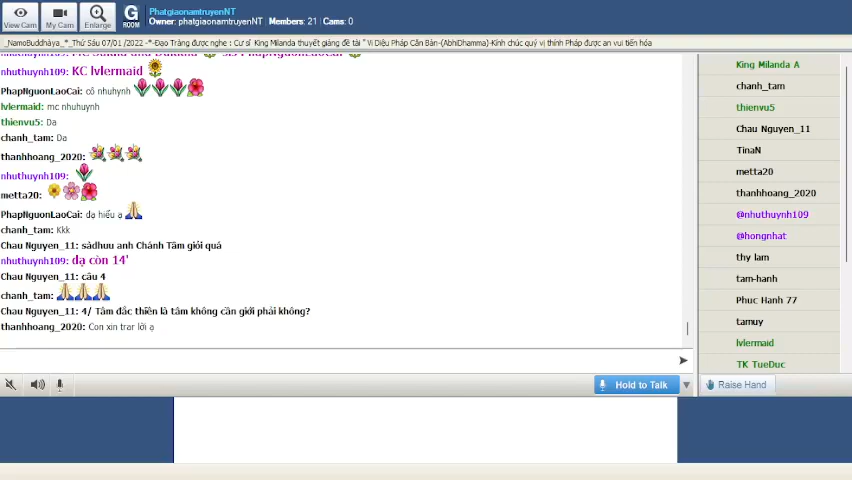 View Cam
My Cam
Enlarge
G
ROOM
PhatgiaonamtruyenNT
Owner: phatgiaonamtruyenNT Members: 21 Cams: 0
_NamoBuddhàya_*_Thứ Sáu 07/01 /2022 -*-Đạo Tràng được nghe : Cư sĩ King Milanda thuyết giảng đề tài " Vi Diệu Pháp Căn Bản-(AbhiDhamma)-Kính chúc quý vị thính Pháp được an vui tiến hóa
nhuthuynh109: KC lvlermaid
PhapNguonLaoCai: cô nhuhynh
lvlermaid: mc nhuhuynh
thienvu5: Da
chanh_tam: Da
thanhhoang_2020:
nhuthuynh109:
metta20:
PhapNguonLaoCai: dạ hiểu ạ
chanh_tam: Kkk
Chau Nguyen_11: sàdhuu anh Chánh Tâm giỏi quá
nhuthuynh109: dạ còn 14'
Chau Nguyen_11: câu 4
chanh_tam:
Chau Nguyen_11: 4/ Tâm đắc thiền là tâm không cần giới phải không?
thanhhoang_2020: Con xin trar lời ạ
King Milanda A
chanh_tam
thienvu5
Chau Nguyen_11
TinaN
metta20
thanhhoang_2020
@nhuthuynh109
@hongnhat
thy lam
tam-hanh
Phuc Hanh 77
tamuy
lvlermaid
TK TueDuc
Hold to Talk
Raise Hand